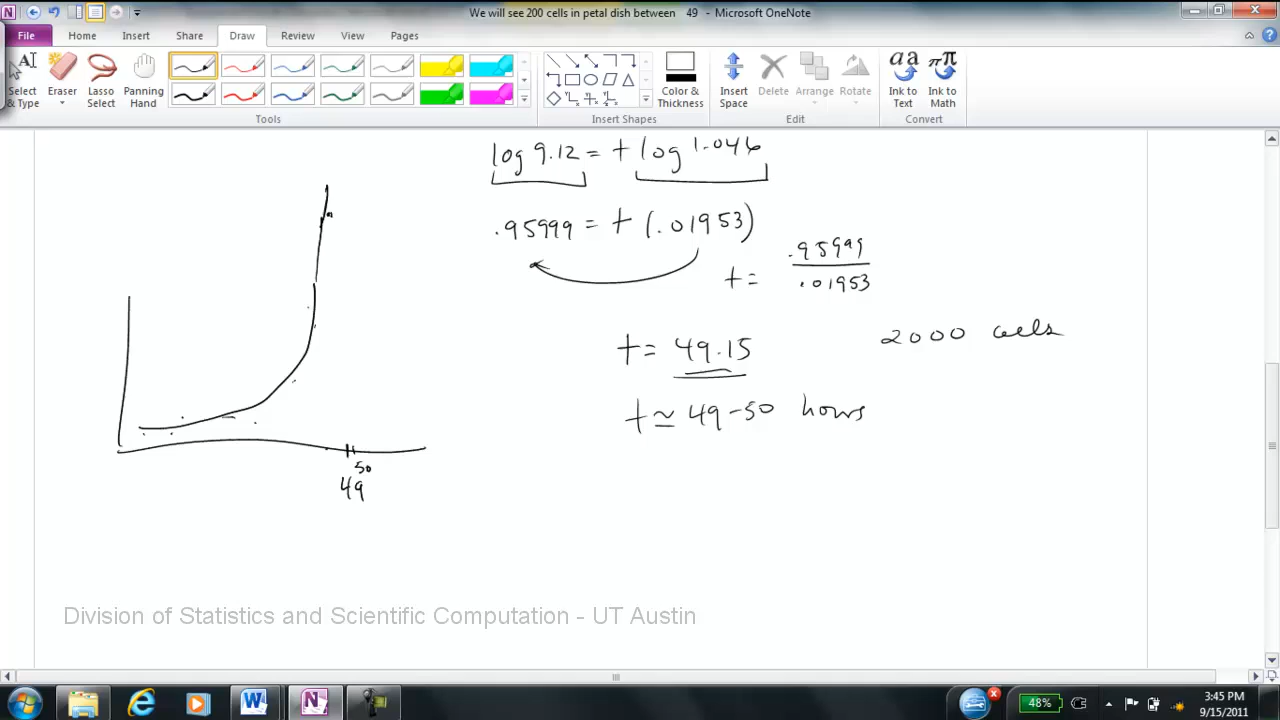 We will see 200 cells in petal dish between 49 - Microsoft OneNote
File Home Insert Share Draw Review View Pages
Select & Type
Eraser
Lasso Select
Panning Hand
Color & Thickness
Insert Space
Delete
Arrange
Rotate
Ink to Text
Ink to Math
Tools
Insert Shapes
Edit
Convert
log 9.12 = t log 1.046
.95999 = t (.01953)
t = .95999 / .01953
t = 49.15
2000 cells
t ≃ 49-50 hours
50
49
Division of Statistics and Scientific Computation - UT Austin
48%
3:45 PM
9/15/2011